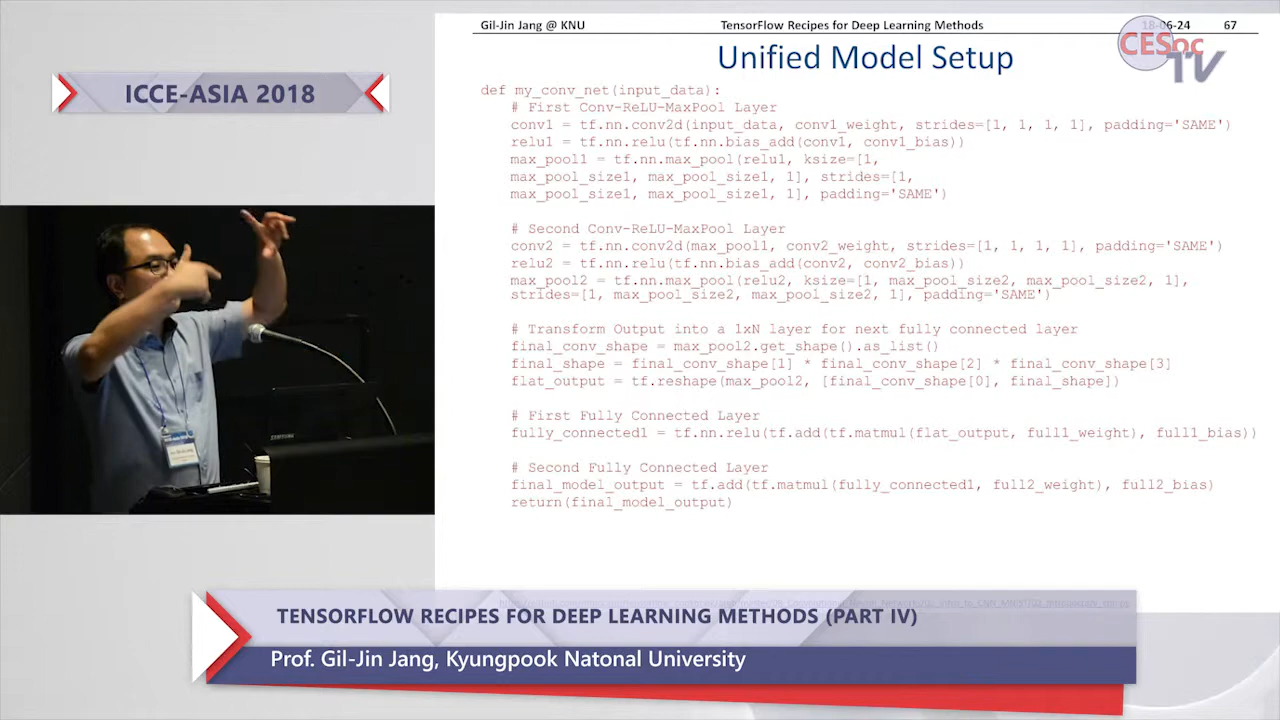 Gil-Jin Jang @ KNU TensorFlow Recipes for Deep Learning Methods 18-06-24 67
CESoc TV
Unified Model Setup
ICCE-ASIA 2018
def my_conv_net(input_data):
# First Conv-ReLU-MaxPool Layer
conv1 = tf.nn.conv2d(input_data, conv1_weight, strides=[1, 1, 1, 1], padding='SAME')
relu1 = tf.nn.relu(tf.nn.bias_add(conv1, conv1_bias))
max_pool1 = tf.nn.max_pool(relu1, ksize=[1,
max_pool_size1, max_pool_size1, 1], strides=[1,
max_pool_size1, max_pool_size1, 1], padding='SAME')
# Second Conv-ReLU-MaxPool Layer
conv2 = tf.nn.conv2d(max_pool1, conv2_weight, strides=[1, 1, 1, 1], padding='SAME')
relu2 = tf.nn.relu(tf.nn.bias_add(conv2, conv2_bias))
max_pool2 = tf.nn.max_pool(relu2, ksize=[1, max_pool_size2, max_pool_size2, 1],
strides=[1, max_pool_size2, max_pool_size2, 1], padding='SAME')
# Transform Output into a 1xN layer for next fully connected layer
final_conv_shape = max_pool2.get_shape().as_list()
final_shape = final_conv_shape[1] * final_conv_shape[2] * final_conv_shape[3]
flat_output = tf.reshape(max_pool2, [final_conv_shape[0], final_shape])
# First Fully Connected Layer
fully_connected1 = tf.nn.relu(tf.add(tf.matmul(flat_output, full1_weight), full1_bias))
# Second Fully Connected Layer
final_model_output = tf.add(tf.matmul(fully_connected1, full2_weight), full2_bias)
return(final_model_output)
TENSORFLOW RECIPES FOR DEEP LEARNING METHODS (PART IV)
Prof. Gil-Jin Jang, Kyungpook Natonal University